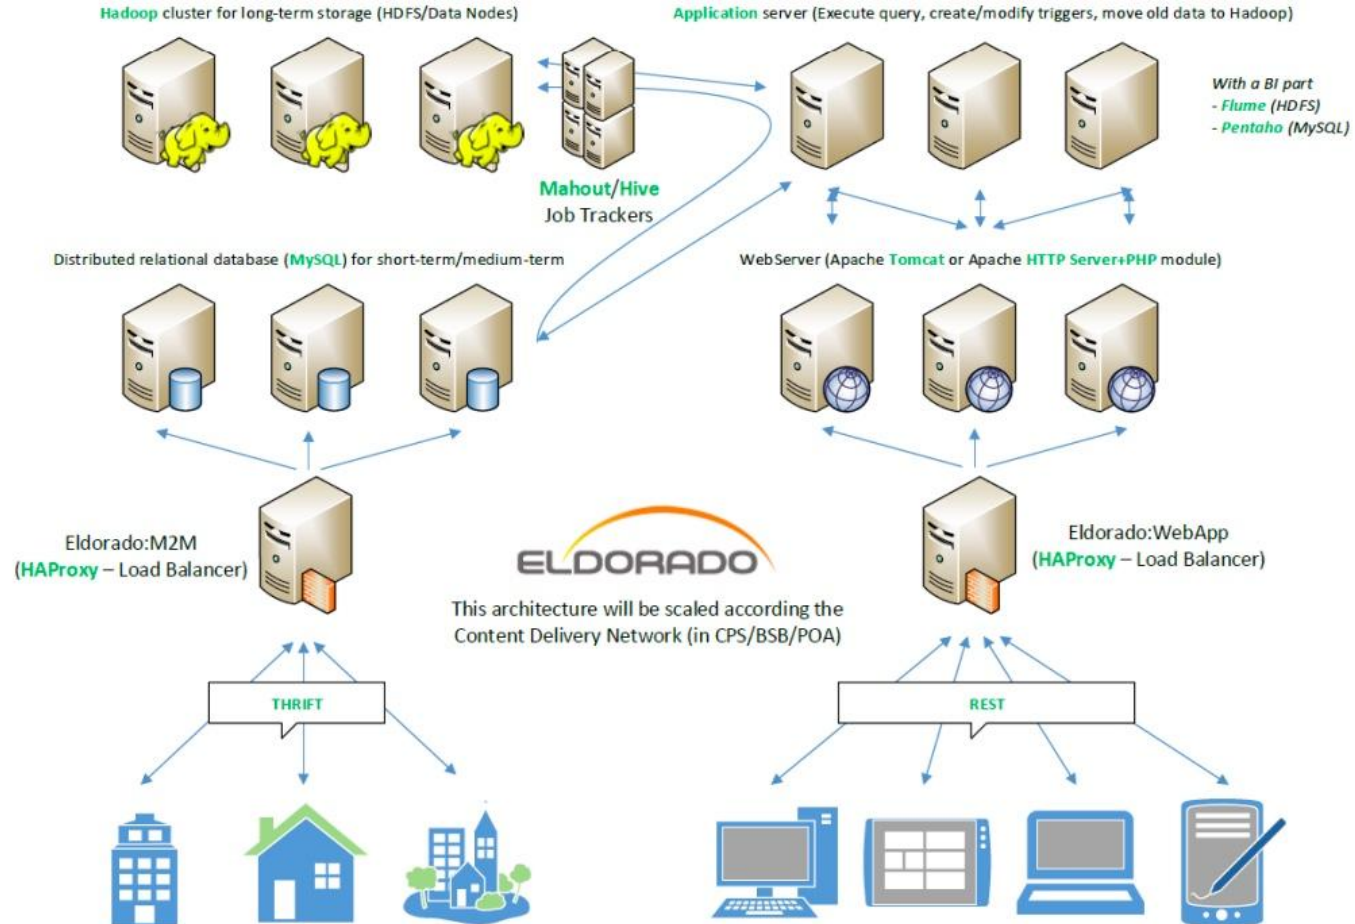 Hadoop cluster for long-term storage (HDFS/Data Nodes)
Application server (Execute query, create/modify triggers, move old data to Hadoop)
With a BI part
- Flume (HDFS)
- Pentaho (MySQL)
Mahout/Hive
Job Trackers
Distributed relational database (MySQL) for short-term/medium-term
WebServer (Apache Tomcat or Apache HTTP Server+PHP module)
Eldorado:M2M
(HAProxy – Load Balancer)
ELDORADO
This architecture will be scaled according the
Content Delivery Network (in CPS/BSB/POA)
Eldorado:WebApp
(HAProxy – Load Balancer)
THRIFT
REST